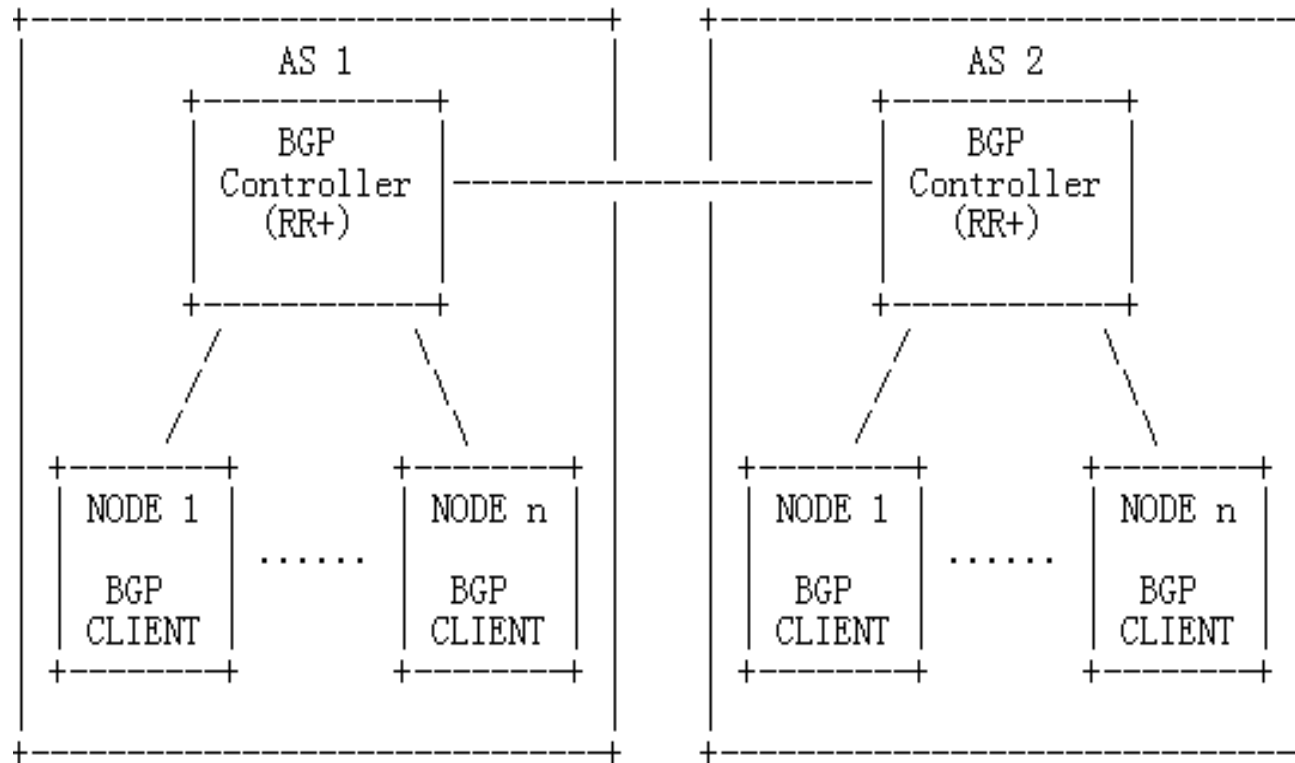 AS 1
BGP
Controller
(RR+)
NODE 1
BGP
CLIENT
......
NODE n
BGP
CLIENT
AS 2
BGP
Controller
(RR+)
NODE 1
BGP
CLIENT
......
NODE n
BGP
CLIENT